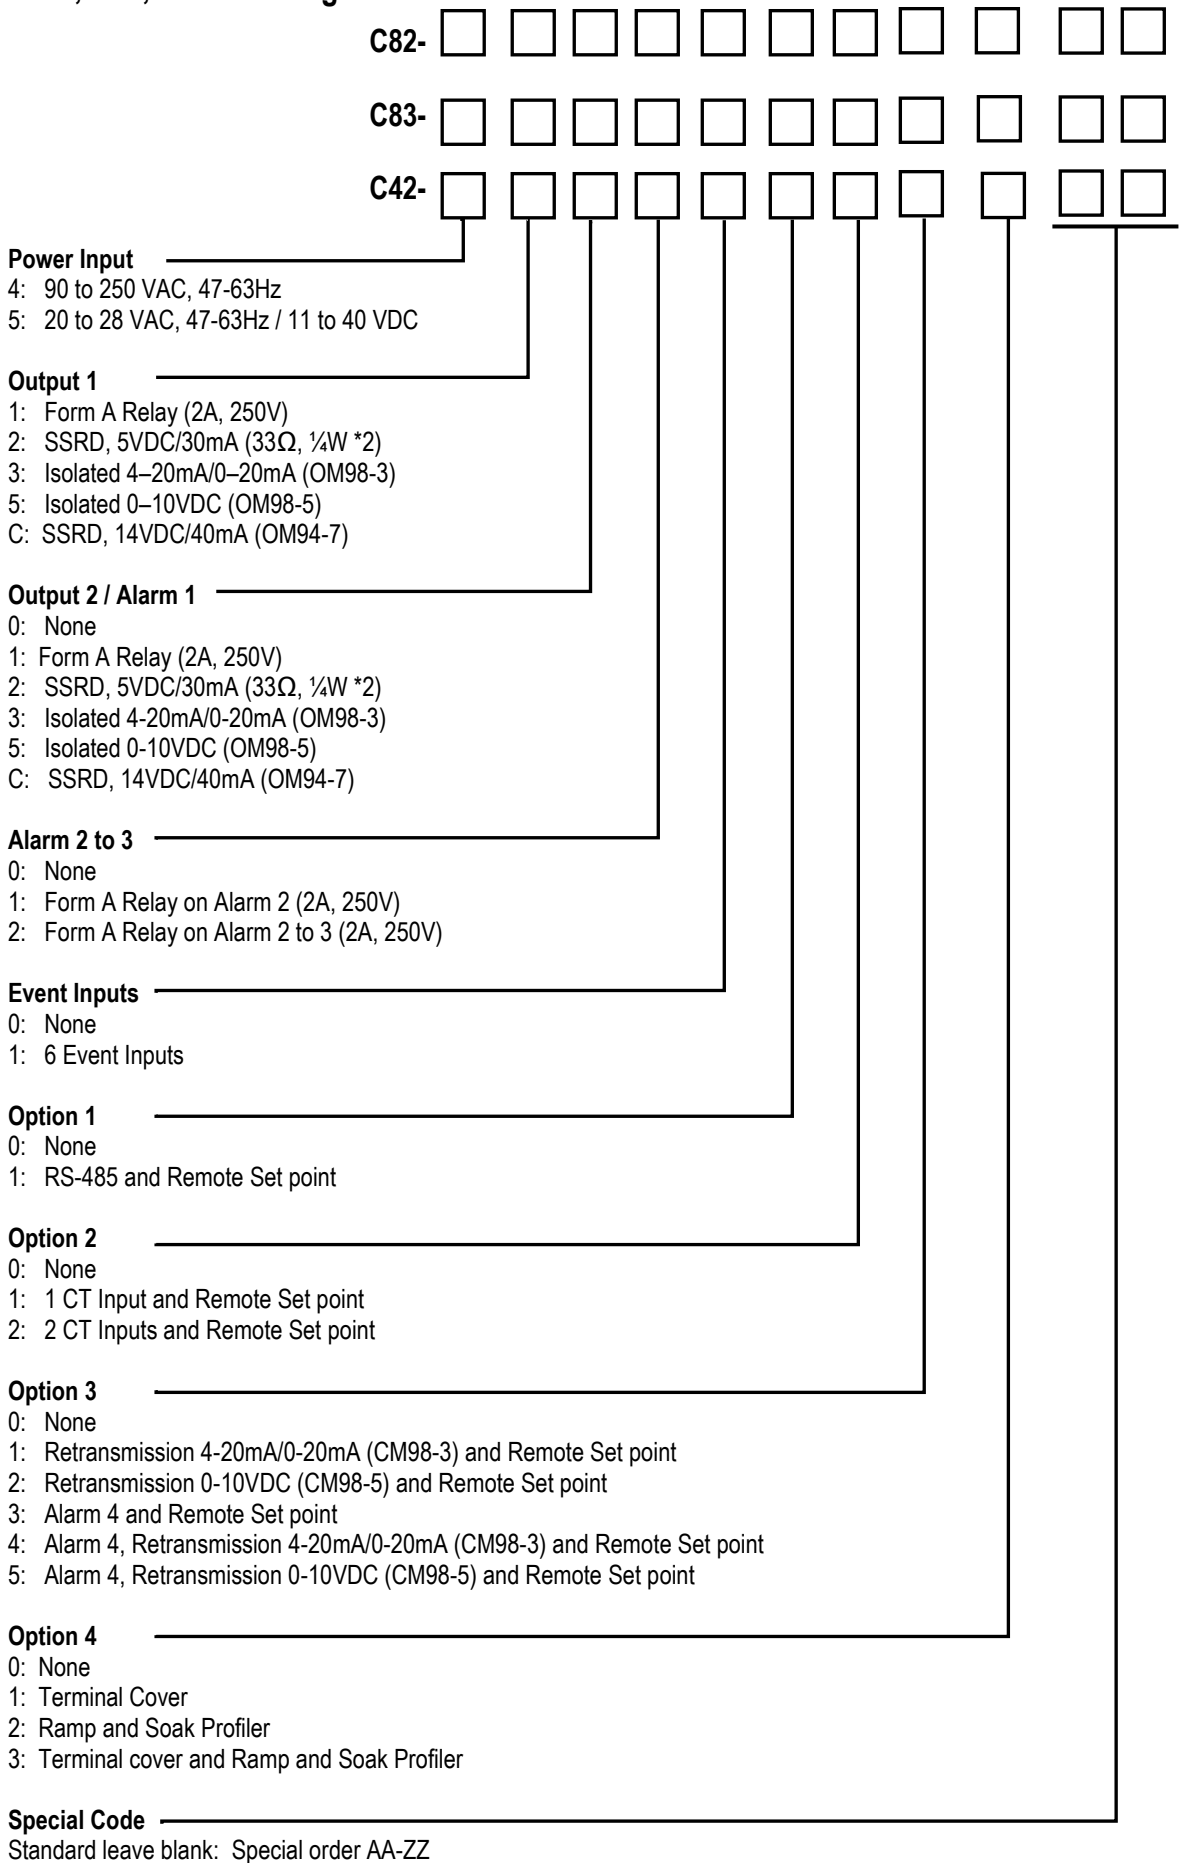 C82-
C83-
C42-
Power Input
4: 90 to 250 VAC, 47-63Hz
5: 20 to 28 VAC, 47-63Hz / 11 to 40 VDC
Output 1
1: Form A Relay (2A, 250V)
2: SSRD, 5VDC/30mA (33Ω, ¼W *2)
3: Isolated 4–20mA/0–20mA (OM98-3)
5: Isolated 0–10VDC (OM98-5)
C: SSRD, 14VDC/40mA (OM94-7)
Output 2 / Alarm 1
0: None
1: Form A Relay (2A, 250V)
2: SSRD, 5VDC/30mA (33Ω, ¼W *2)
3: Isolated 4-20mA/0-20mA (OM98-3)
5: Isolated 0-10VDC (OM98-5)
C: SSRD, 14VDC/40mA (OM94-7)
Alarm 2 to 3
0: None
1: Form A Relay on Alarm 2 (2A, 250V)
2: Form A Relay on Alarm 2 to 3 (2A, 250V)
Event Inputs
0: None
1: 6 Event Inputs
Option 1
0: None
1: RS-485 and Remote Set point
Option 2
0: None
1: 1 CT Input and Remote Set point
2: 2 CT Inputs and Remote Set point
Option 3
0: None
1: Retransmission 4-20mA/0-20mA (CM98-3) and Remote Set point
2: Retransmission 0-10VDC (CM98-5) and Remote Set point
3: Alarm 4 and Remote Set point
4: Alarm 4, Retransmission 4-20mA/0-20mA (CM98-3) and Remote Set point
5: Alarm 4, Retransmission 0-10VDC (CM98-5) and Remote Set point
Option 4
0: None
1: Terminal Cover
2: Ramp and Soak Profiler
3: Terminal cover and Ramp and Soak Profiler
Special Code
Standard leave blank: Special order AA-ZZ